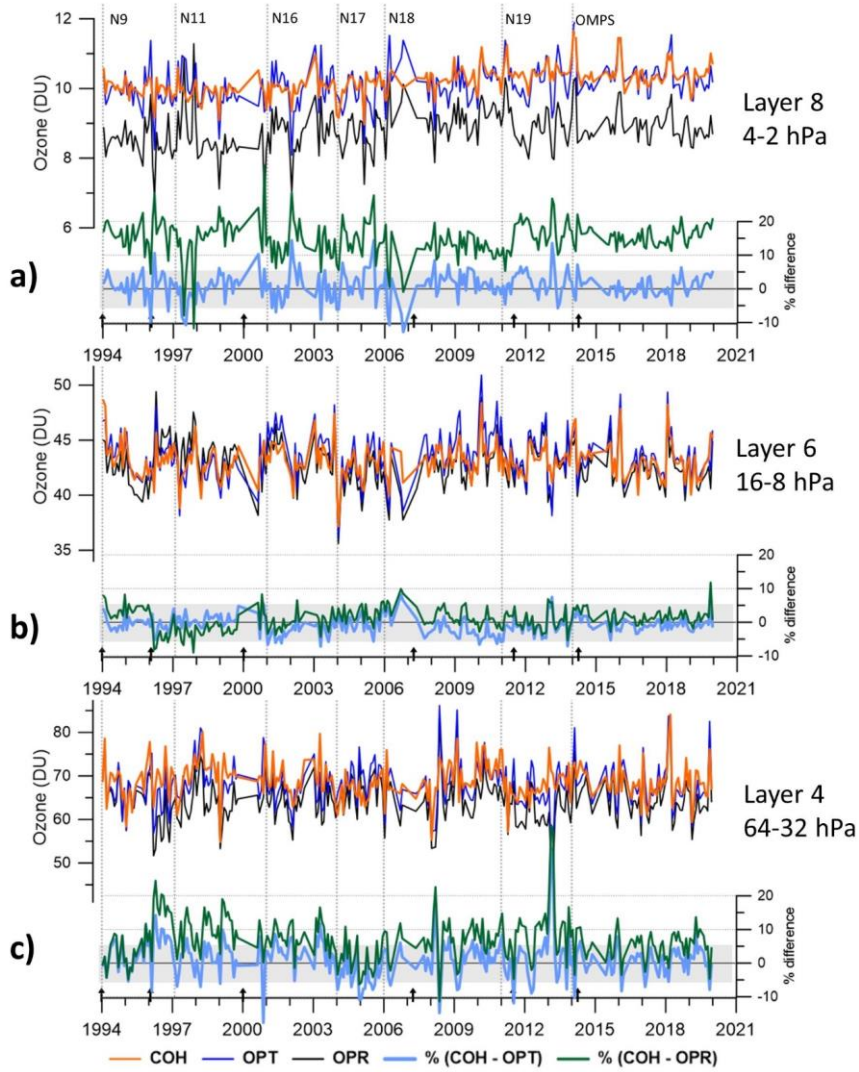 N9 N11 N16 N17 N18 N19 OMPS
12
10
8
6
Ozone (DU)
Layer 8
4-2 hPa
20
10
0
-10
% difference
a)
1994 1997 2000 2003 2006 2009 2012 2015 2018 2021
50
45
40
35
Ozone (DU)
Layer 6
16-8 hPa
20
10
0
-10
% difference
b)
1994 1997 2000 2003 2006 2009 2012 2015 2018 2021
80
70
60
50
Ozone (DU)
Layer 4
64-32 hPa
20
10
0
-10
% difference
c)
1994 1997 2000 2003 2006 2009 2012 2015 2018 2021
COH OPT OPR % (COH - OPT) % (COH - OPR)